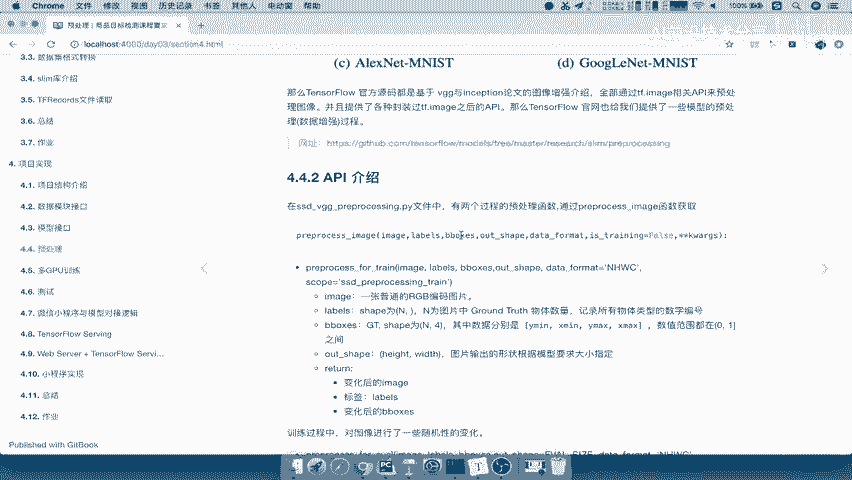 Chrome 文件 修改 视图 历史记录 书签 其他人 电动窗 帮助
100%
预处理 | 商品目标检测课程置
localhost:4000/day03/section4.html
3.3. 数据集格式转换
3.4. slim库介绍
3.5. TFRecords文件读取
3.6. 总结
3.7. 作业
4. 项目实现
4.1. 项目结构介绍
4.2. 数据模块接口
4.3. 模型接口
4.4. 预处理
4.5. 多GPU训练
4.6. 测试
4.7. 微信小程序与模型对接逻辑
4.8. TensorFlow Serving
4.9. Web Server + TensorFlow Servi...
4.10. 小程序实现
4.11. 总结
4.12. 作业
Published with GitBook
(c) AlexNet-MNIST (d) GoogLeNet-MNIST
那么TensorFlow 官方源码都是基于 vgg与inception论文的图像增强介绍，全部通过tf.image相关API来预处
理图像。并且提供了各种封装过tf.image之后的API。那么TensorFlow 官网也给我们提供了一些模型的预处
理(数据增强)过程。
网址：https://github.com/tensorflow/models/tree/master/research/slim/preprocessing
4.4.2 API 介绍
在ssd_vgg_preprocessing.py文件中，有两个过程的预处理函数,通过preprocess_image函数获取
preprocess_image(image,labels,bboxes,out_shape,data_format,is_training=False,**kwargs):
preprocess_for_train(image, labels, bboxes,out_shape, data_format='NHWC',
scope='ssd_preprocessing_train')
image：一张普通的RGB编码图片。
labels：shape为(N, )，N为图片中 Ground Truth 物体数量，记录所有物体类型的数字编号
bboxes：GT, shape为(N, 4)，其中数据分别是 [ymin, xmin, ymax, xmax] ，数值范围都在(0, 1]
之间
out_shape：(height, width)，图片输出的形状根据模型要求大小指定
return:
变化后的image
标签：labels
变化后的bboxes
训练过程中，对图像进行了一些随机性的变化。